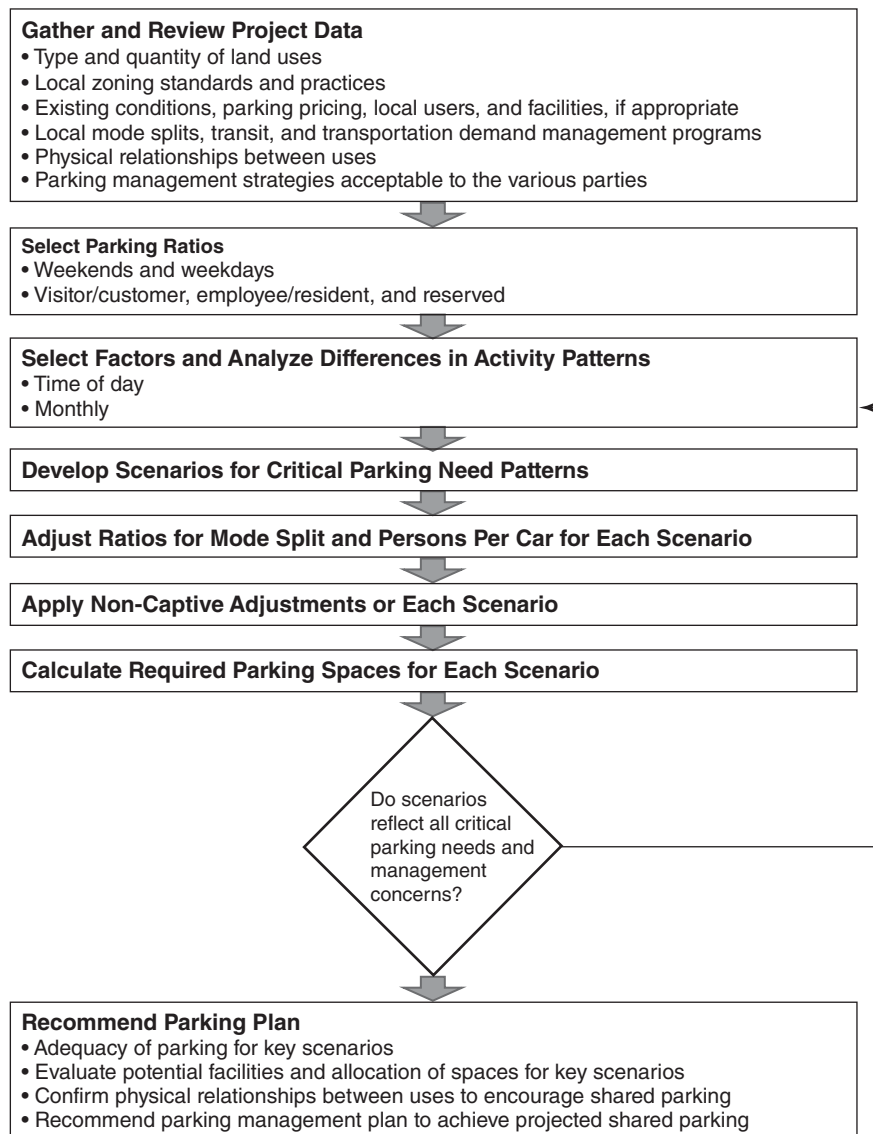 Gather and Review Project Data
• Type and quantity of land uses
• Local zoning standards and practices
• Existing conditions, parking pricing, local users, and facilities, if appropriate
• Local mode splits, transit, and transportation demand management programs
• Physical relationships between uses
• Parking management strategies acceptable to the various parties
Select Parking Ratios
• Weekends and weekdays
• Visitor/customer, employee/resident, and reserved
Select Factors and Analyze Differences in Activity Patterns
• Time of day
• Monthly
Develop Scenarios for Critical Parking Need Patterns
Adjust Ratios for Mode Split and Persons Per Car for Each Scenario
Apply Non-Captive Adjustments or Each Scenario
Calculate Required Parking Spaces for Each Scenario
Do scenarios
reflect all critical
parking needs and
management
concerns?
Recommend Parking Plan
• Adequacy of parking for key scenarios
• Evaluate potential facilities and allocation of spaces for key scenarios
• Confirm physical relationships between uses to encourage shared parking
• Recommend parking management plan to achieve projected shared parking